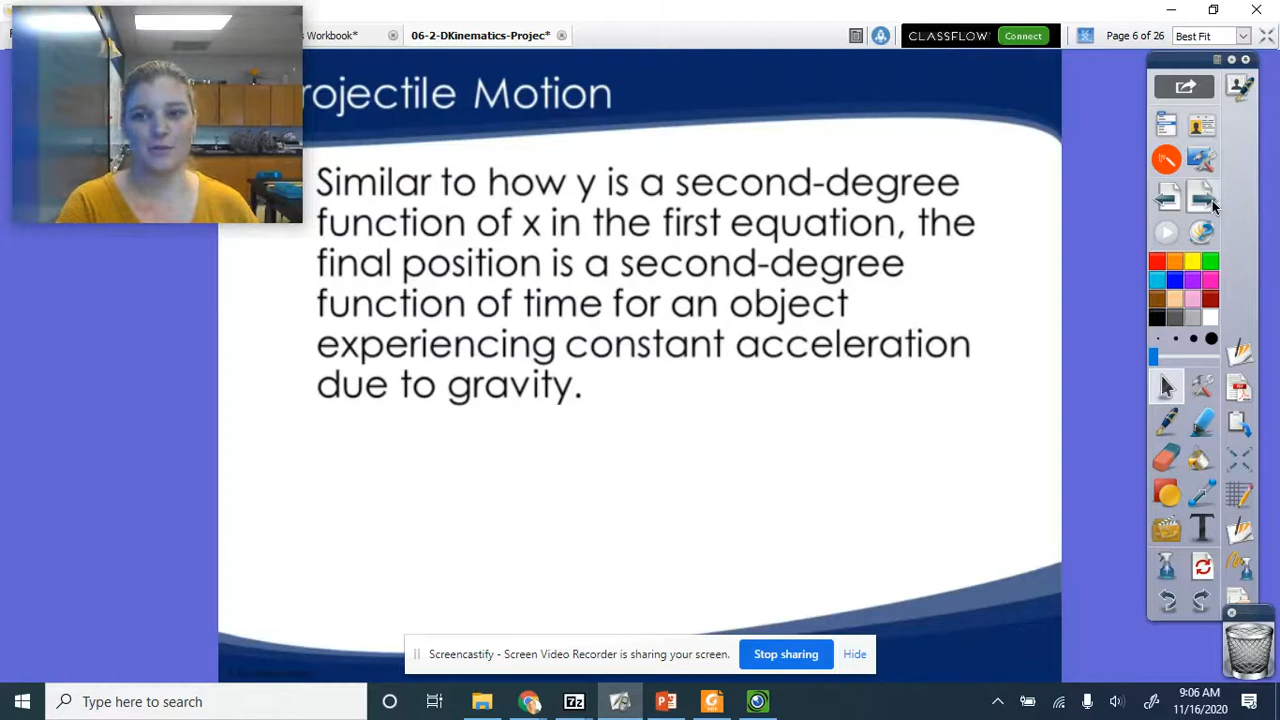 s Workbook*
06-2-DKinematics-Projec*
CLASSFLOW
Connect
Page 6 of 26
Best Fit
rojectile Motion
Similar to how y is a second-degree
function of x in the first equation, the
final position is a second-degree
function of time for an object
experiencing constant acceleration
due to gravity.
T
Screencastify - Screen Video Recorder is sharing your screen.
Stop sharing
Hide
Type here to search
7z
9:06 AM
11/16/2020